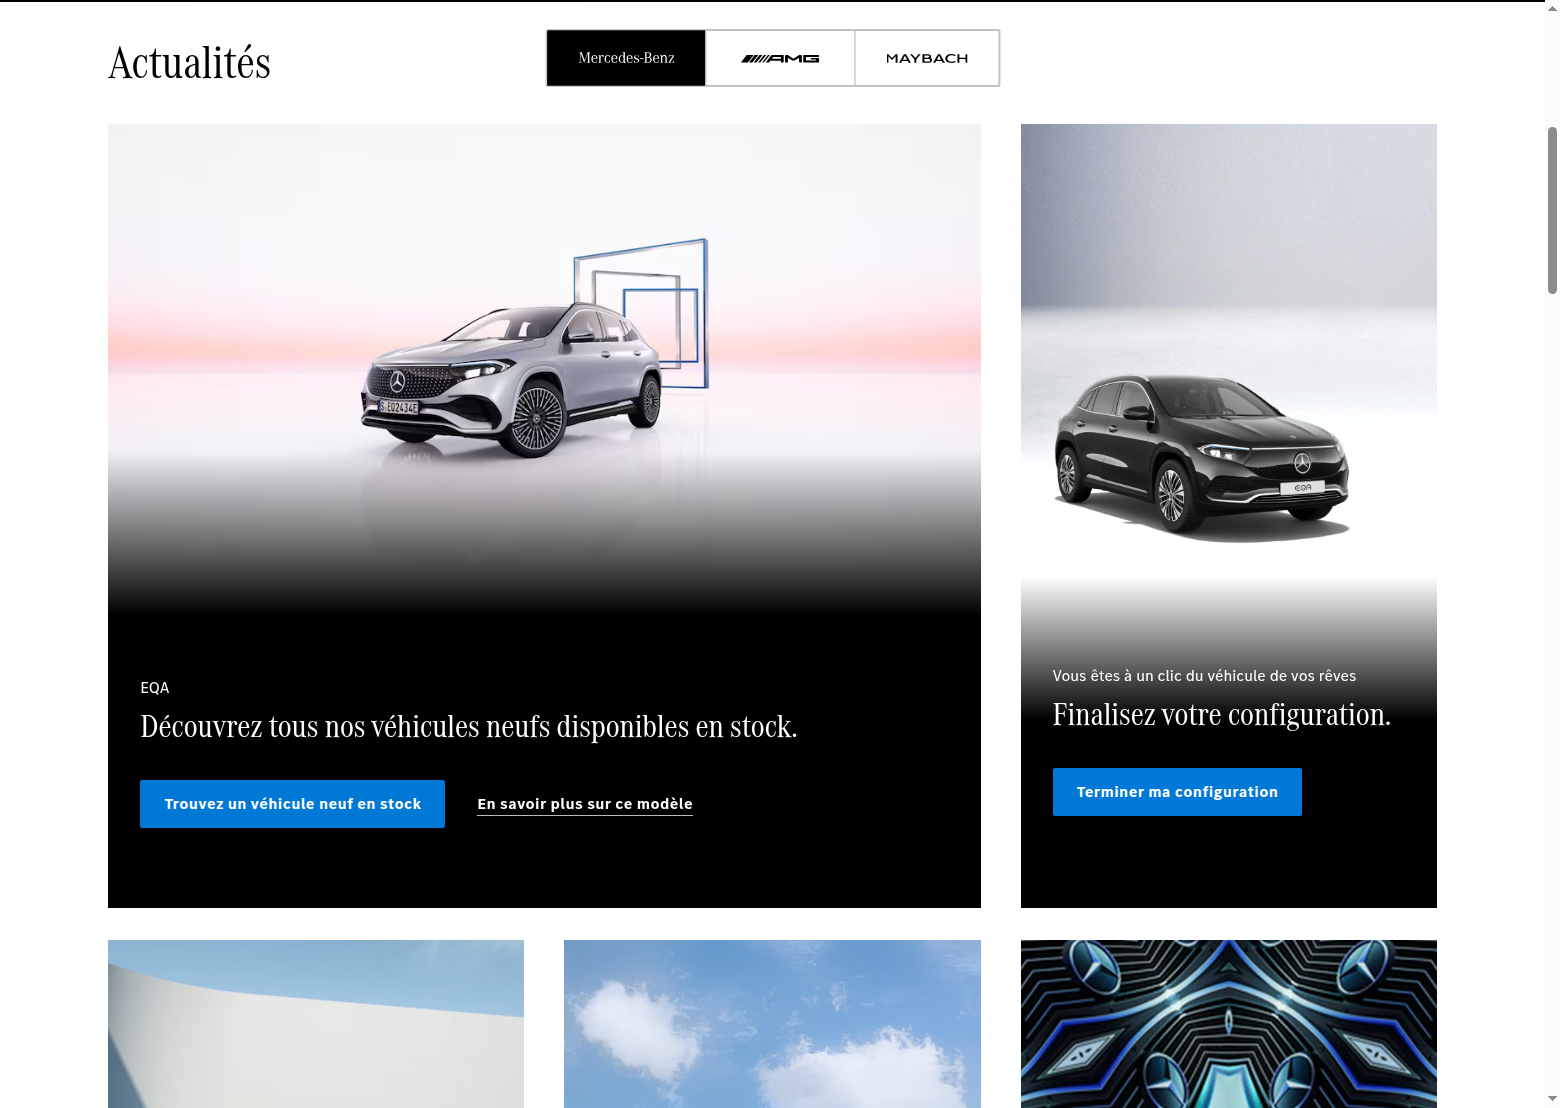 Actualités
Mercedes-Benz
AMG
MAYBACH
S.EQ2434E
EQA
EQA
Découvrez tous nos véhicules neufs disponibles en stock.
Trouvez un véhicule neuf en stock
En savoir plus sur ce modèle
Vous êtes à un clic du véhicule de vos rêves
Finalisez votre configuration.
Terminer ma configuration